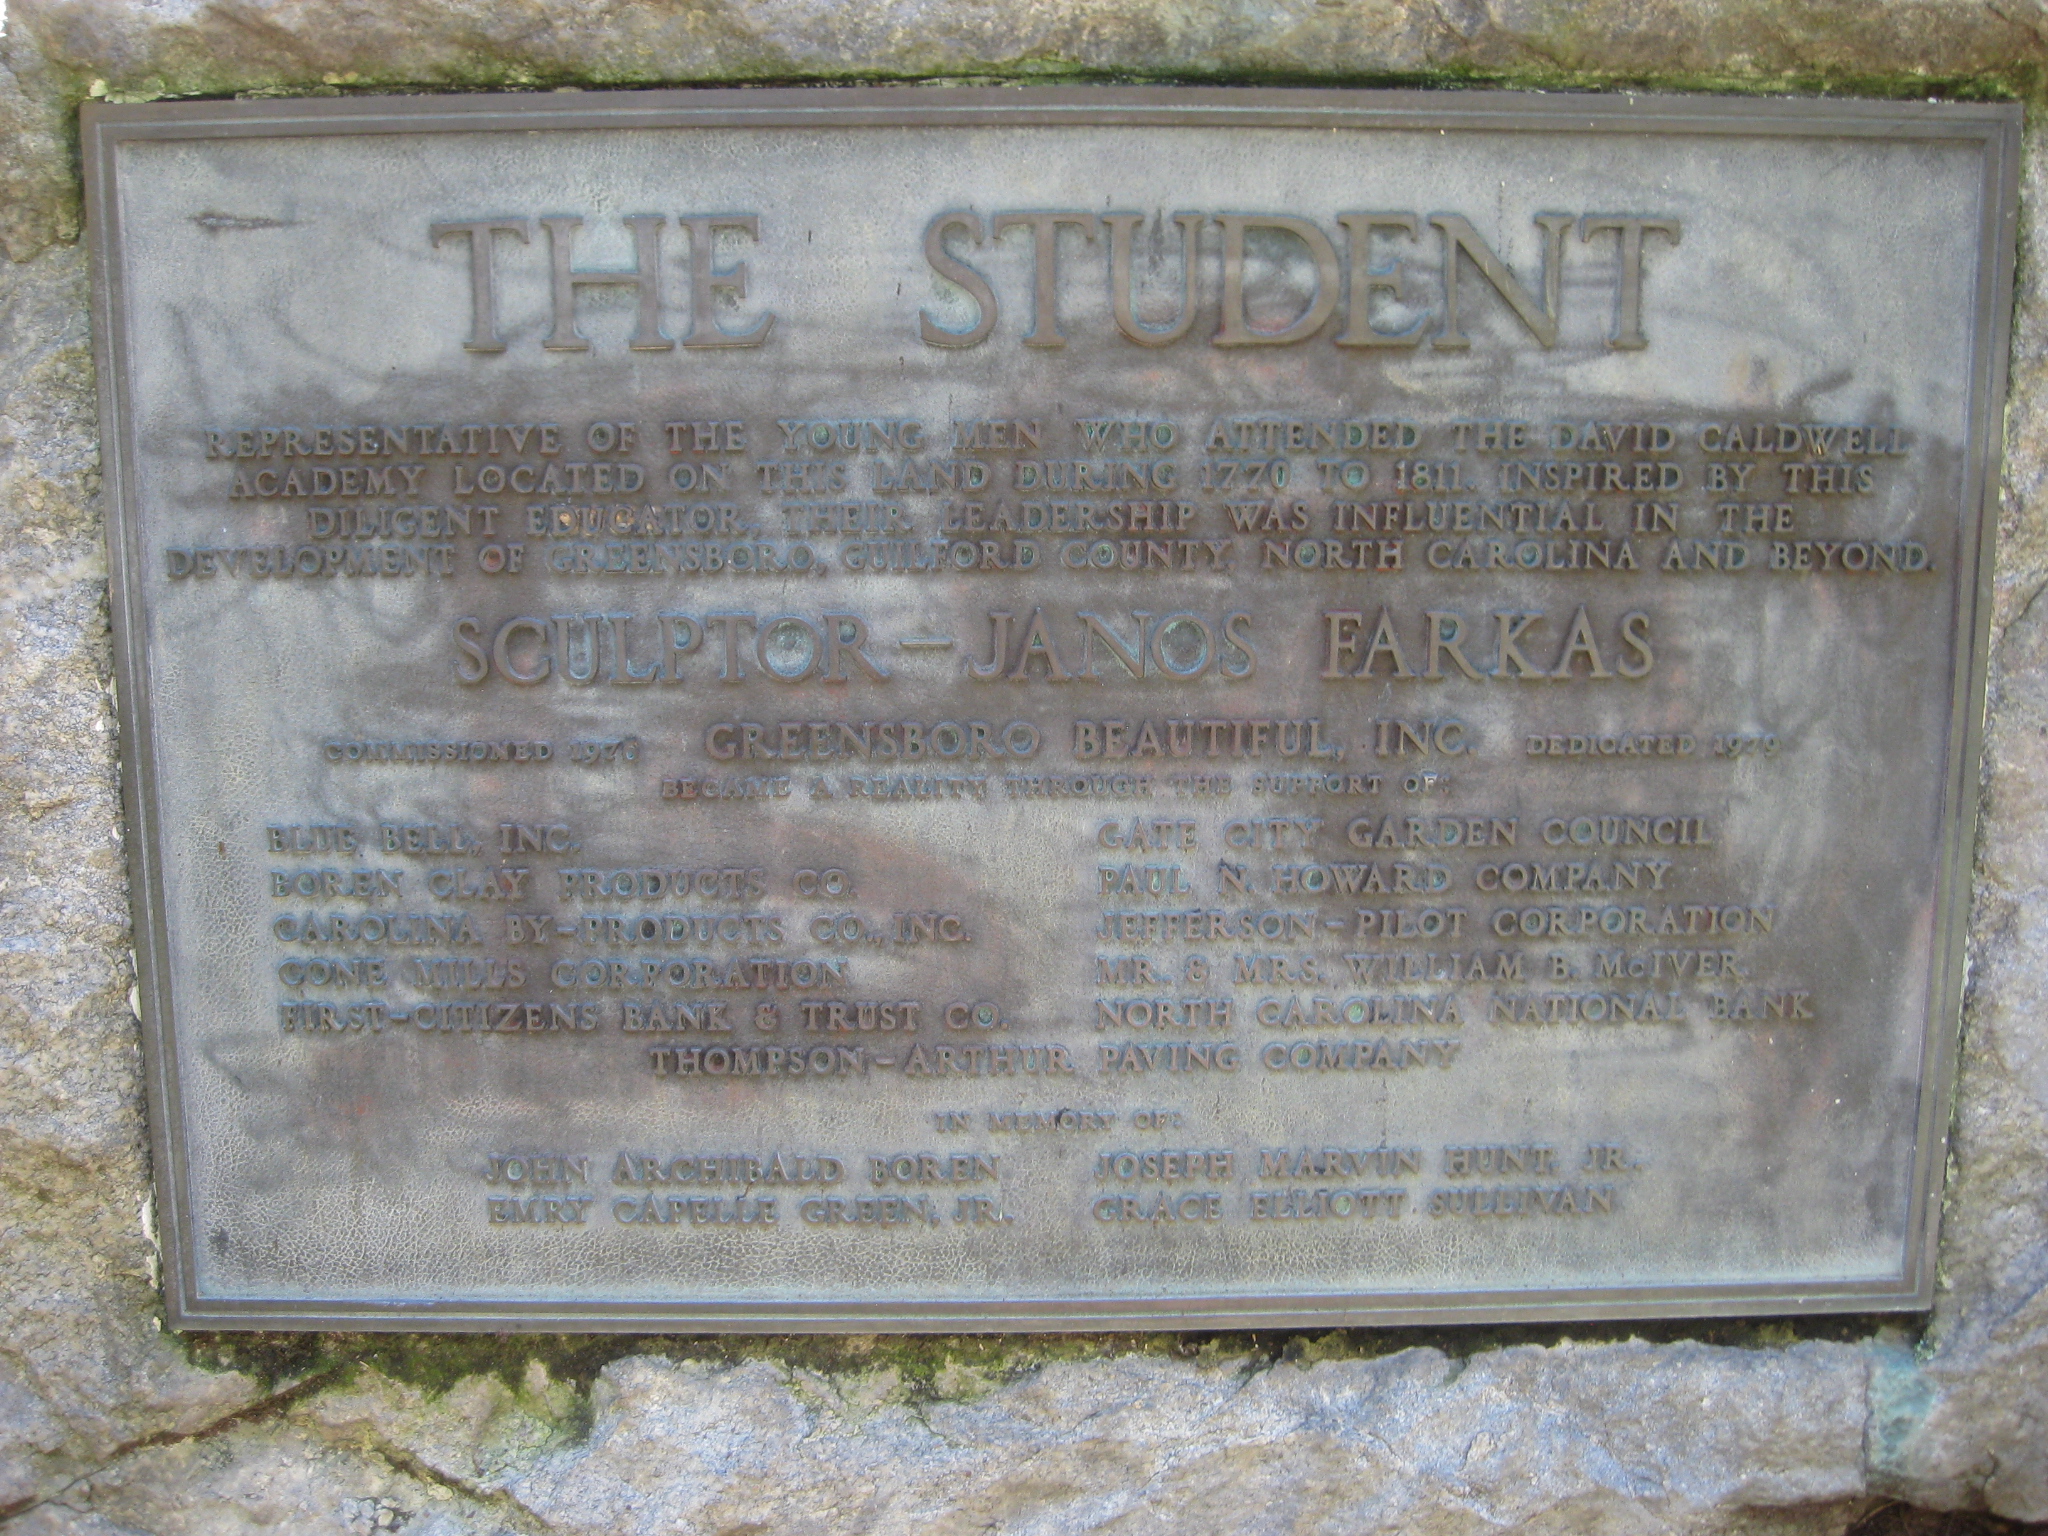 THE STUDENT
REPRESENTATIVE OF THE YOUNG MEN WHO ATTENDED THE DAVID CALDWELL
ACADEMY LOCATED ON THIS LAND DURING 1770 TO 1811. INSPIRED BY THIS
DILIGENT EDUCATOR, THEIR LEADERSHIP WAS INFLUENTIAL IN THE
DEVELOPMENT OF GREENSBORO, GUILFORD COUNTY, NORTH CAROLINA AND BEYOND.
SCULPTOR - JANOS FARKAS
COMMISSIONED 1976 GREENSBORO BEAUTIFUL, INC. DEDICATED 1979
BECAME A REALITY THROUGH THE SUPPORT OF:
BLUE BELL, INC.
BOREN CLAY PRODUCTS CO.
CAROLINA BY-PRODUCTS CO., INC.
CONE MILLS CORPORATION
FIRST-CITIZENS BANK & TRUST CO.
GATE CITY GARDEN COUNCIL
PAUL N. HOWARD COMPANY
JEFFERSON-PILOT CORPORATION
MR. & MRS. WILLIAM B. McIVER
NORTH CAROLINA NATIONAL BANK
THOMPSON-ARTHUR PAVING COMPANY
IN MEMORY OF:
JOHN ARCHIBALD BOREN
EMRY CAPELLE GREEN, JR.
JOSEPH MARVIN HUNT, JR.
GRACE ELLIOTT SULLIVAN